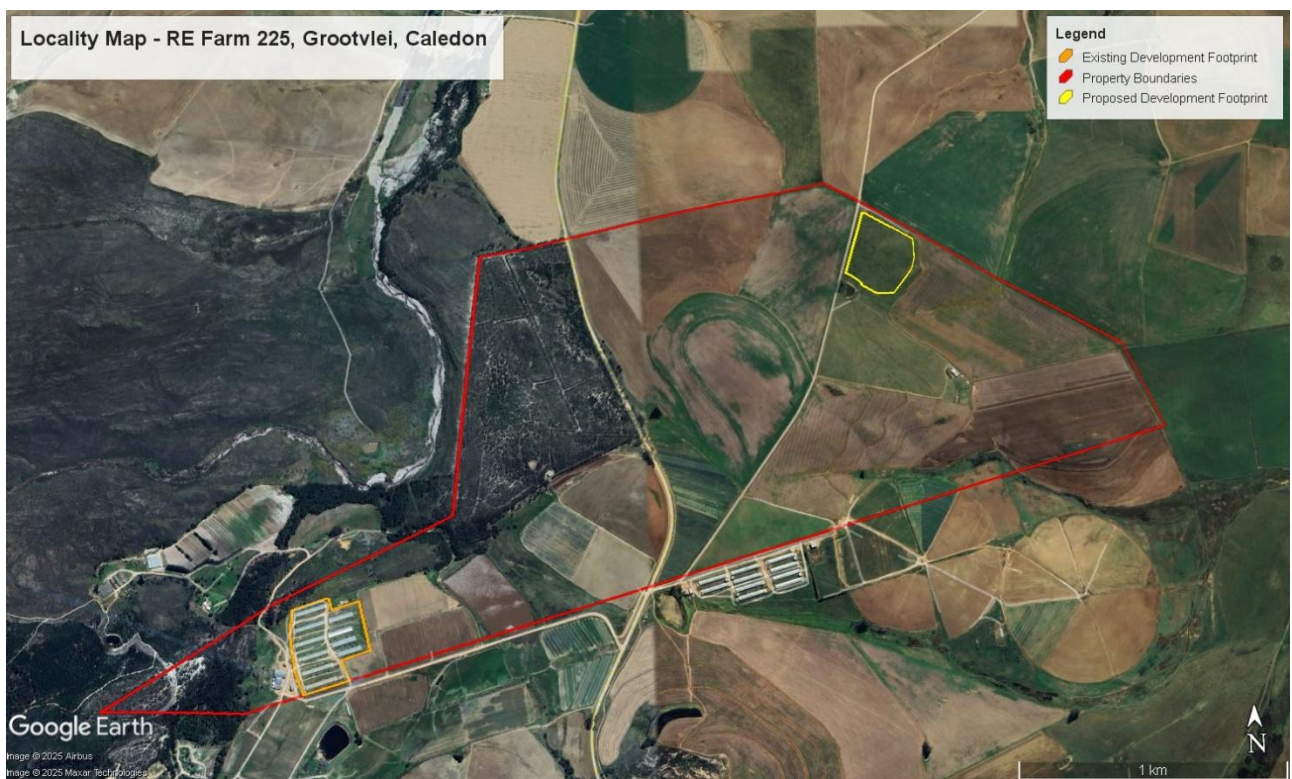 Locality Map - RE Farm 225, Grootvlei, Caledon
Legend
Existing Development Footprint
Property Boundaries
Proposed Development Footprint
Google Earth
Image © 2025 Airbus
Image © 2025 Maxar Technologies
N
1 km